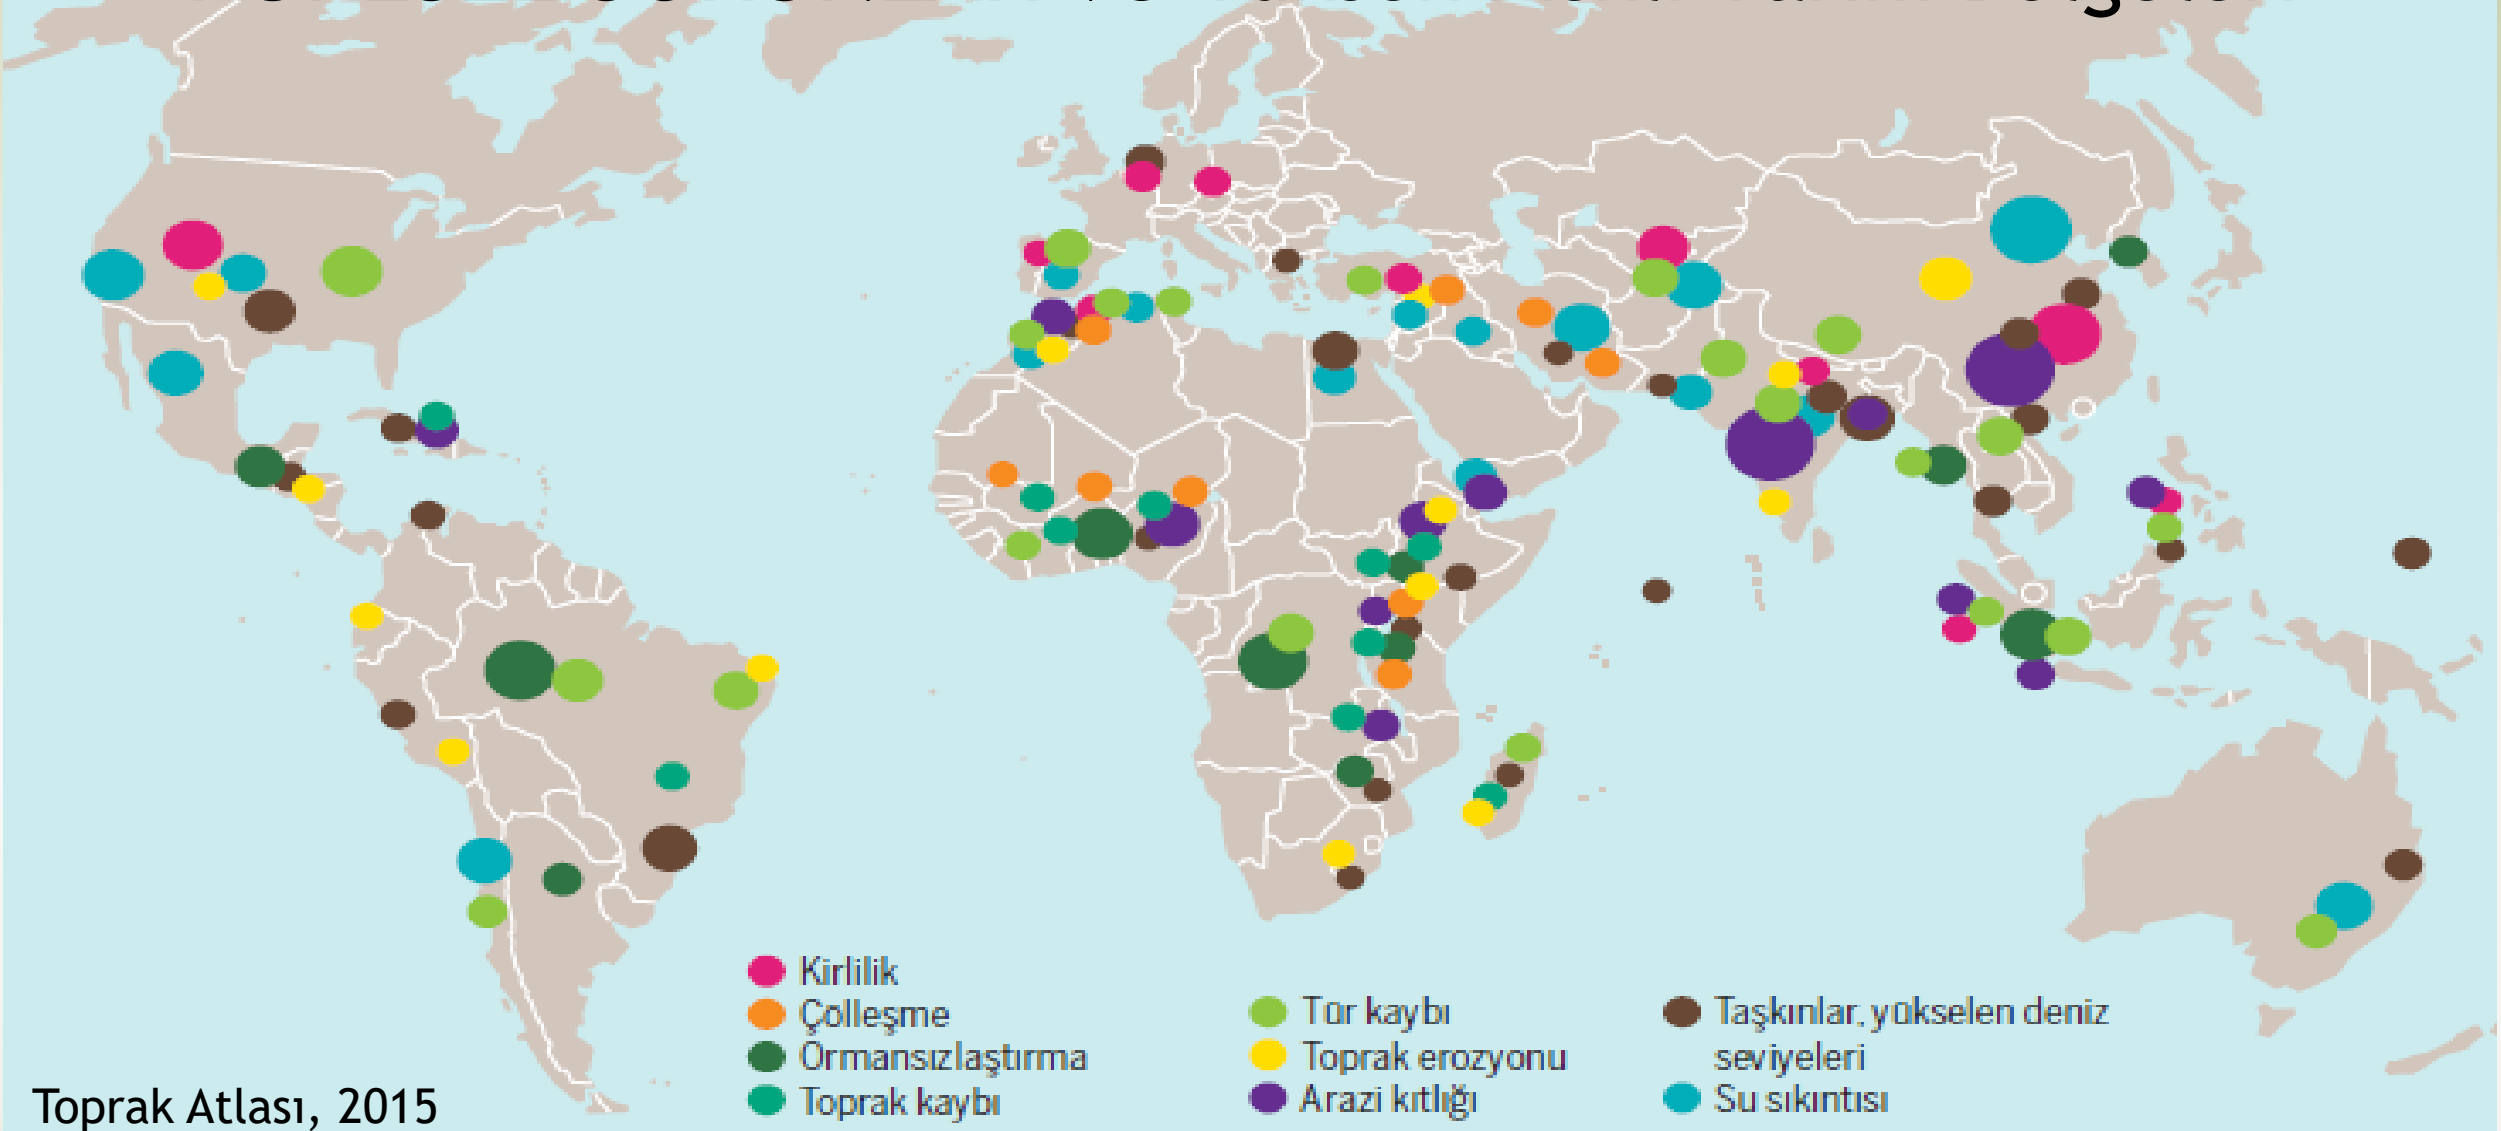 Kirlilik
Çölleşme
Ormansızlaştırma
Toprak kaybı
Tür kaybı
Toprak erozyonu
Arazi kıtlığı
Taşkınlar, yükselen deniz
seviyeleri
Su sıkıntısı
Toprak Atlası, 2015